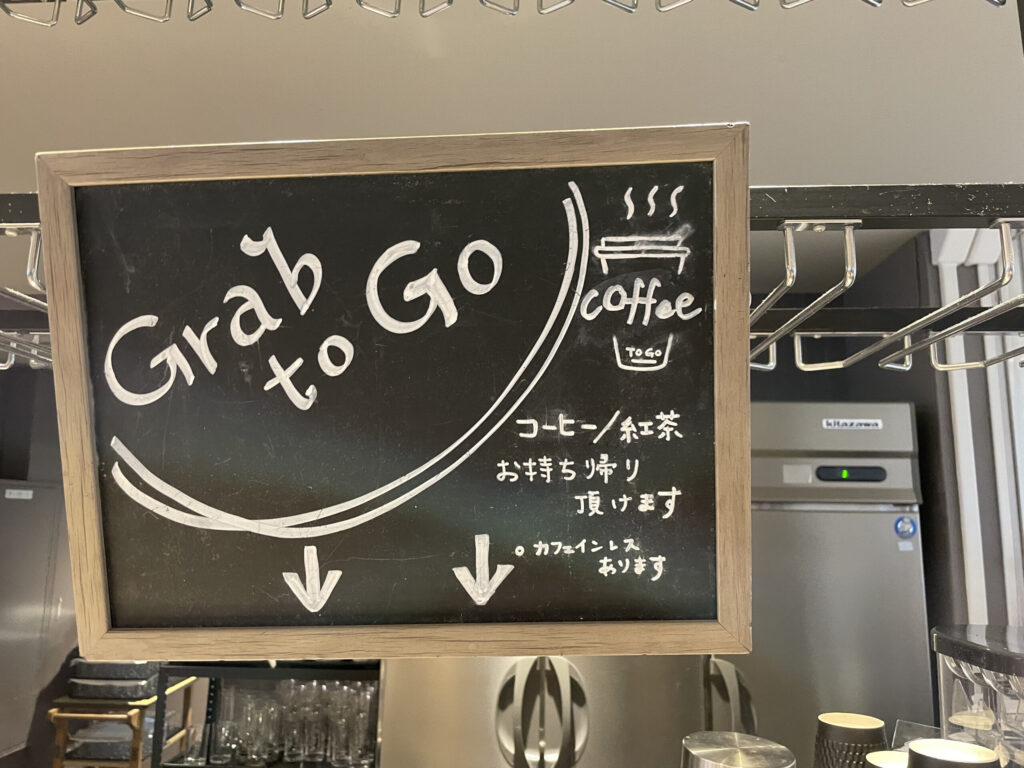 Grab
to Go
coffee
TO GO
コーヒー/紅茶
お持ち帰り
頂けます
○ カフェインレス
あります
kitazawa